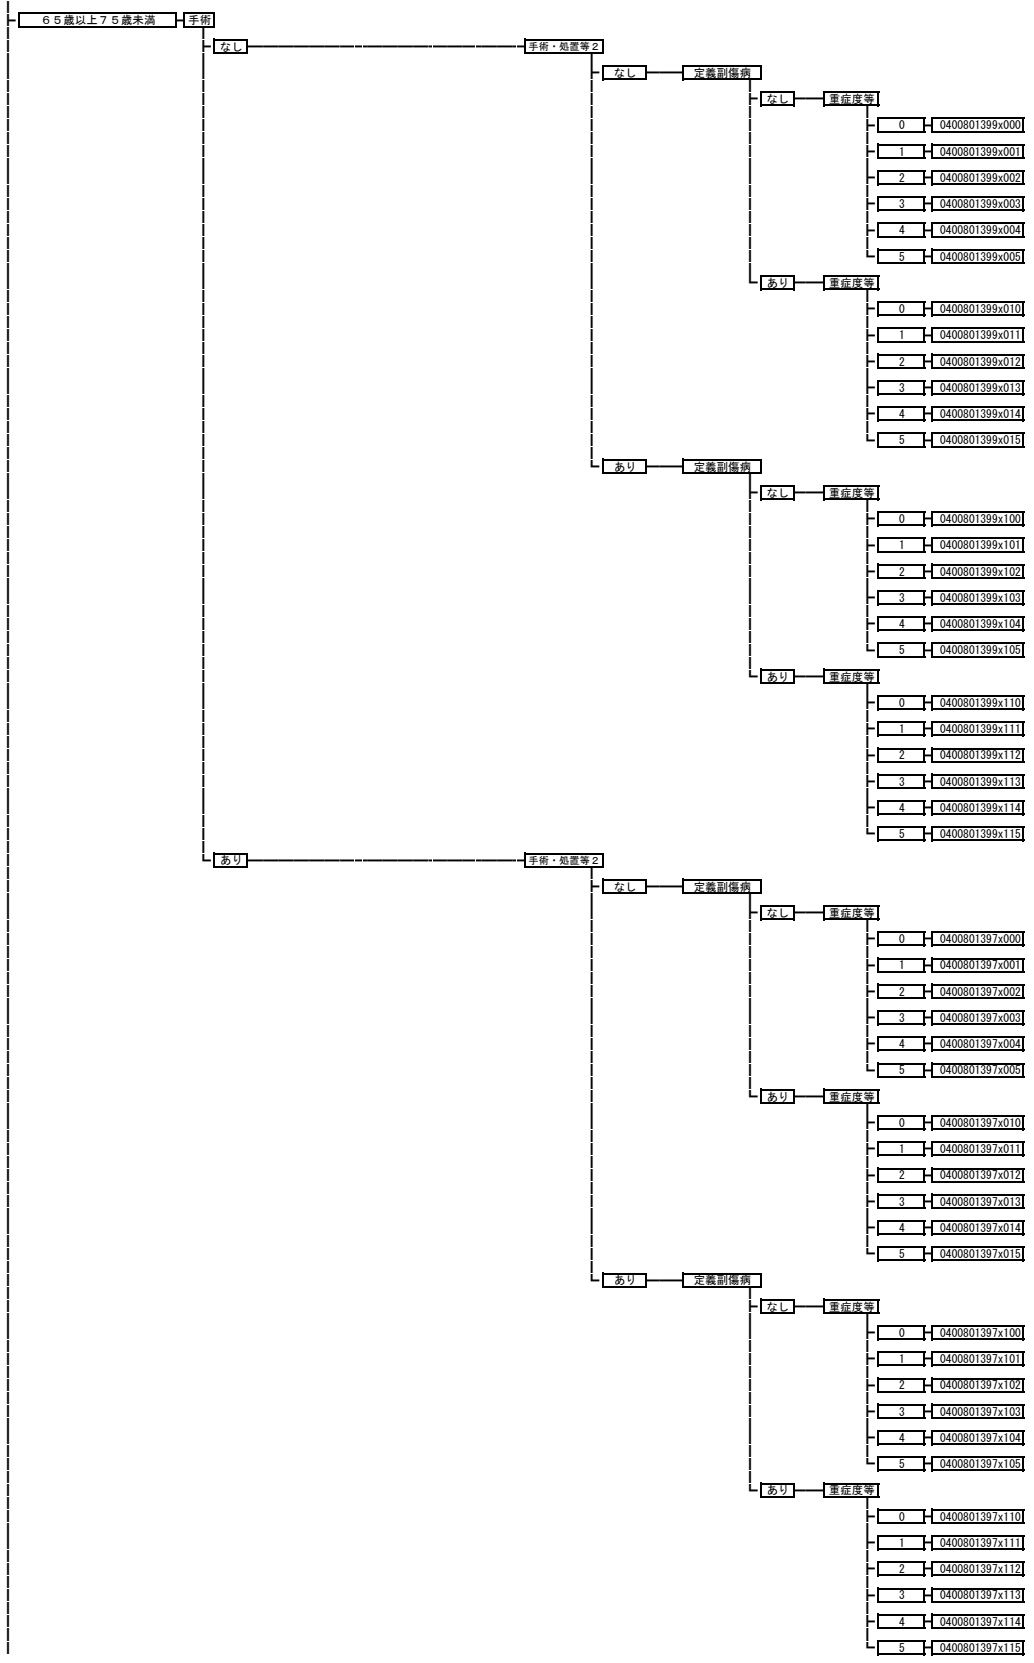 ６５歳以上７５歳未満 手術
なし 手術・処置等２
なし 定義副傷病
なし 重症度等
0 0400801399x000
1 0400801399x001
2 0400801399x002
3 0400801399x003
4 0400801399x004
5 0400801399x005
あり 重症度等
0 0400801399x010
1 0400801399x011
2 0400801399x012
3 0400801399x013
4 0400801399x014
5 0400801399x015
あり 定義副傷病
なし 重症度等
0 0400801399x100
1 0400801399x101
2 0400801399x102
3 0400801399x103
4 0400801399x104
5 0400801399x105
あり 重症度等
0 0400801399x110
1 0400801399x111
2 0400801399x112
3 0400801399x113
4 0400801399x114
5 0400801399x115
あり 手術・処置等２
なし 定義副傷病
なし 重症度等
0 0400801397x000
1 0400801397x001
2 0400801397x002
3 0400801397x003
4 0400801397x004
5 0400801397x005
あり 重症度等
0 0400801397x010
1 0400801397x011
2 0400801397x012
3 0400801397x013
4 0400801397x014
5 0400801397x015
あり 定義副傷病
なし 重症度等
0 0400801397x100
1 0400801397x101
2 0400801397x102
3 0400801397x103
4 0400801397x104
5 0400801397x105
あり 重症度等
0 0400801397x110
1 0400801397x111
2 0400801397x112
3 0400801397x113
4 0400801397x114
5 0400801397x115